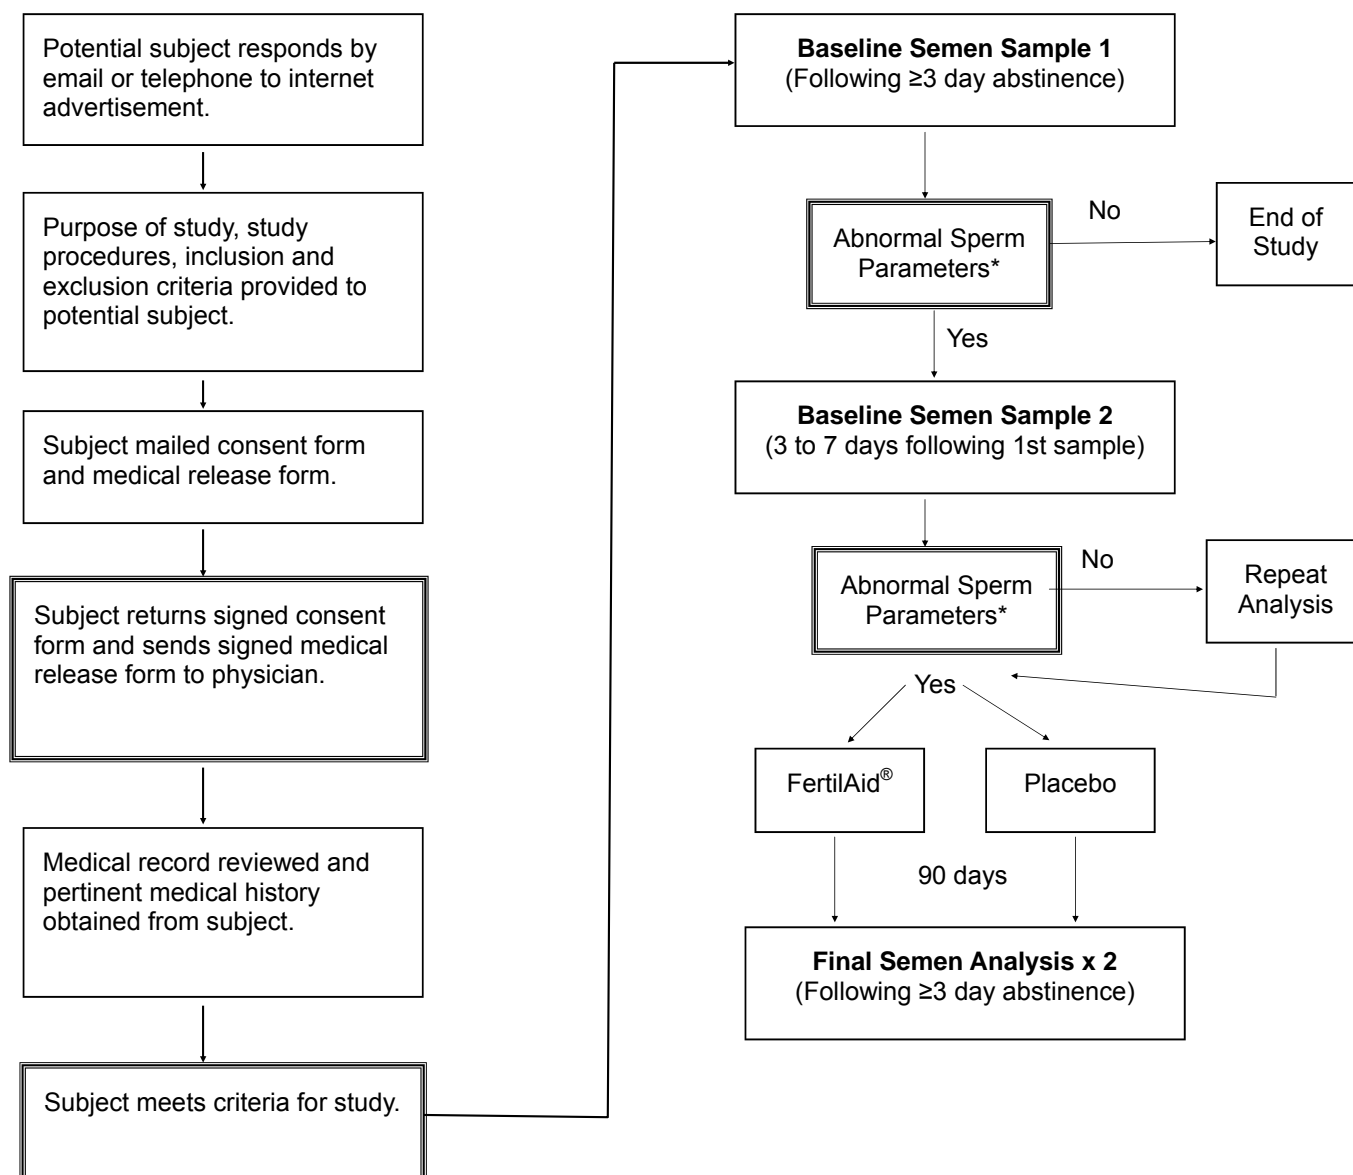 Potential subject responds by
email or telephone to internet
advertisement.
Purpose of study, study
procedures, inclusion and
exclusion criteria provided to
potential subject.
Subject mailed consent form
and medical release form.
Subject returns signed consent
form and sends signed medical
release form to physician.
Medical record reviewed and
pertinent medical history
obtained from subject.
Subject meets criteria for study.
Baseline Semen Sample 1
(Following ≥3 day abstinence)
Abnormal Sperm
Parameters*
No
End of
Study
Yes
Baseline Semen Sample 2
(3 to 7 days following 1st sample)
Abnormal Sperm
Parameters*
No
Repeat
Analysis
Yes
FertilAid®
Placebo
90 days
Final Semen Analysis x 2
(Following ≥3 day abstinence)